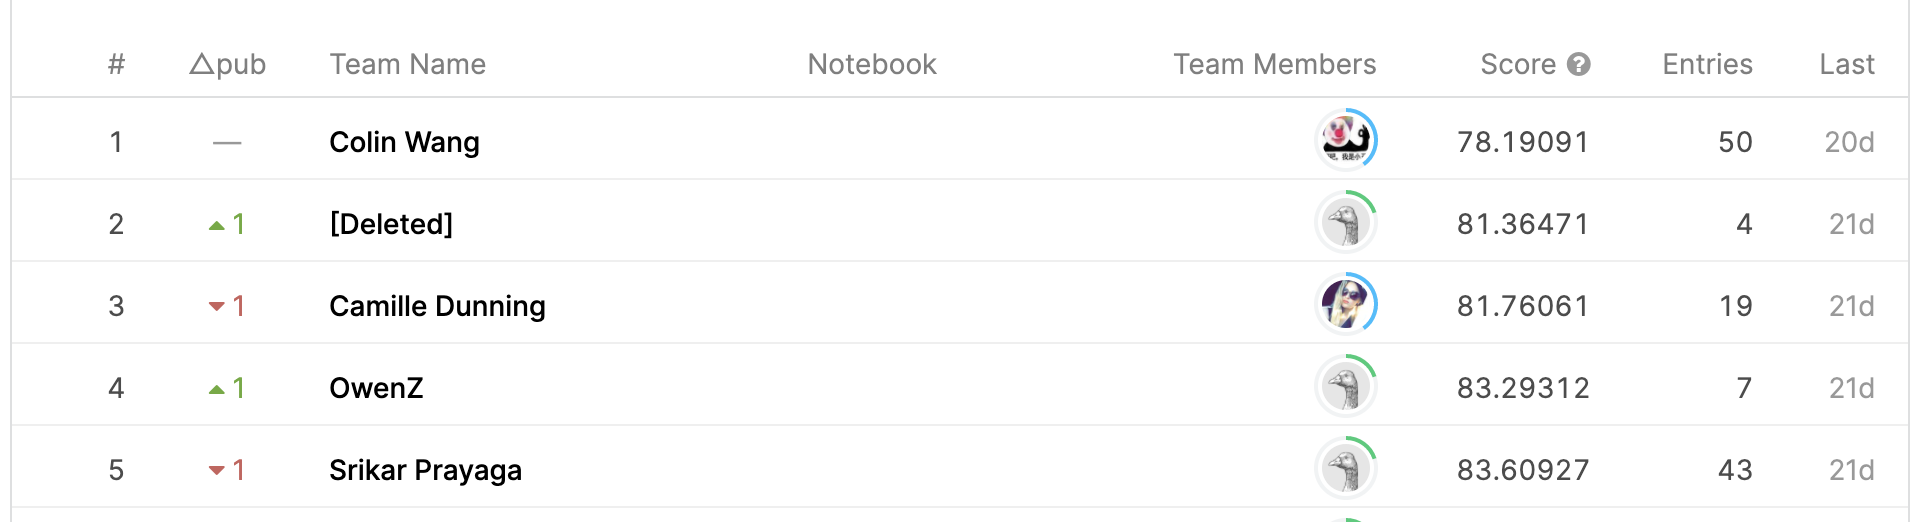 # △pub Team Name Notebook Team Members Score ? Entries Last
1 — Colin Wang 78.19091 50 20d
2 ▲1 [Deleted] 81.36471 4 21d
3 ▼1 Camille Dunning 81.76061 19 21d
4 ▲1 OwenZ 83.29312 7 21d
5 ▼1 Srikar Prayaga 83.60927 43 21d